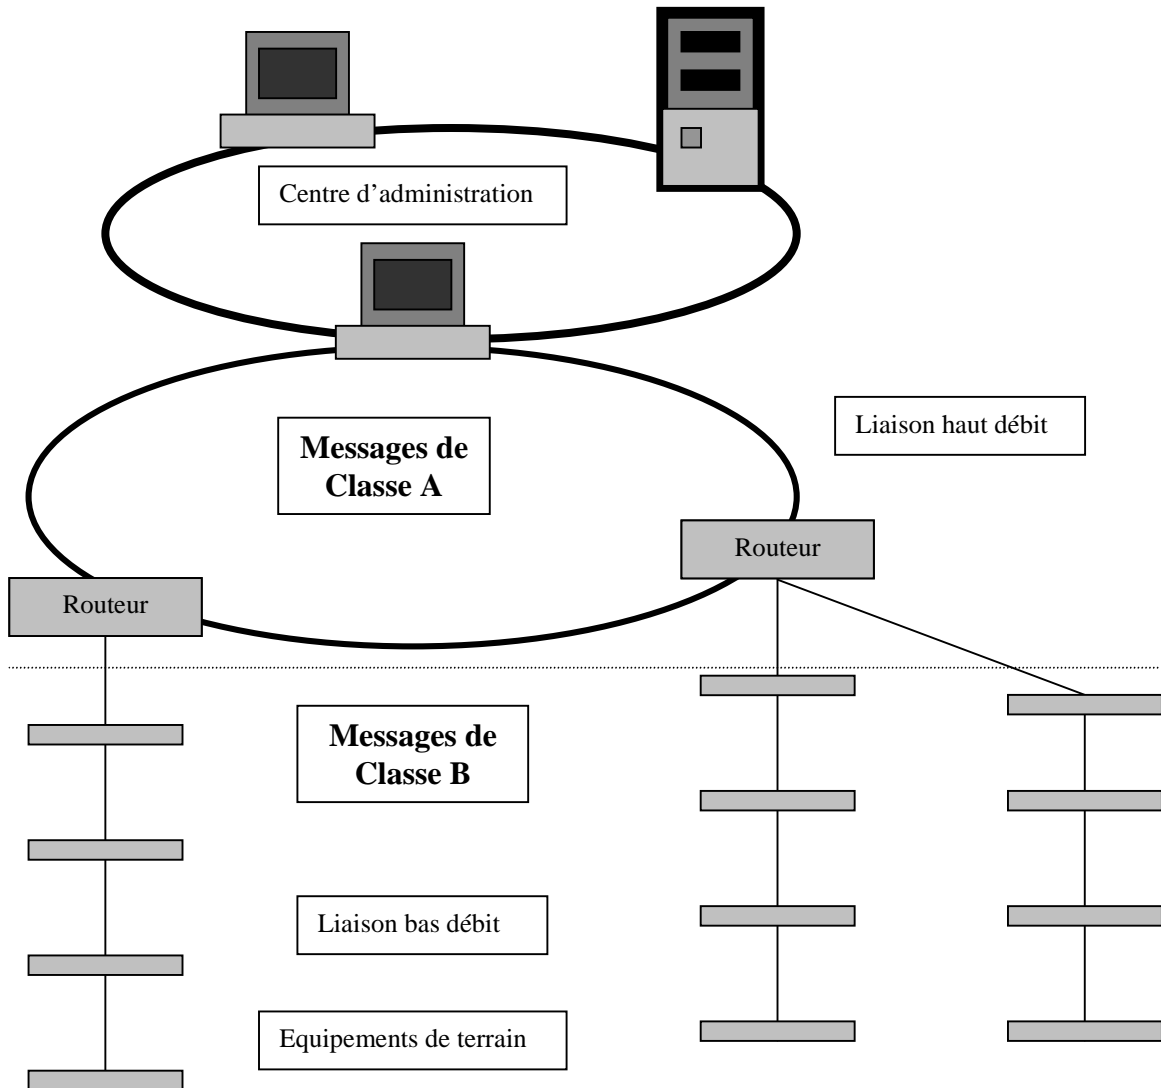 Centre d’administration
Liaison haut débit
Messages de
Classe A
Routeur
Routeur
Messages de
Classe B
Liaison bas débit
Equipements de terrain